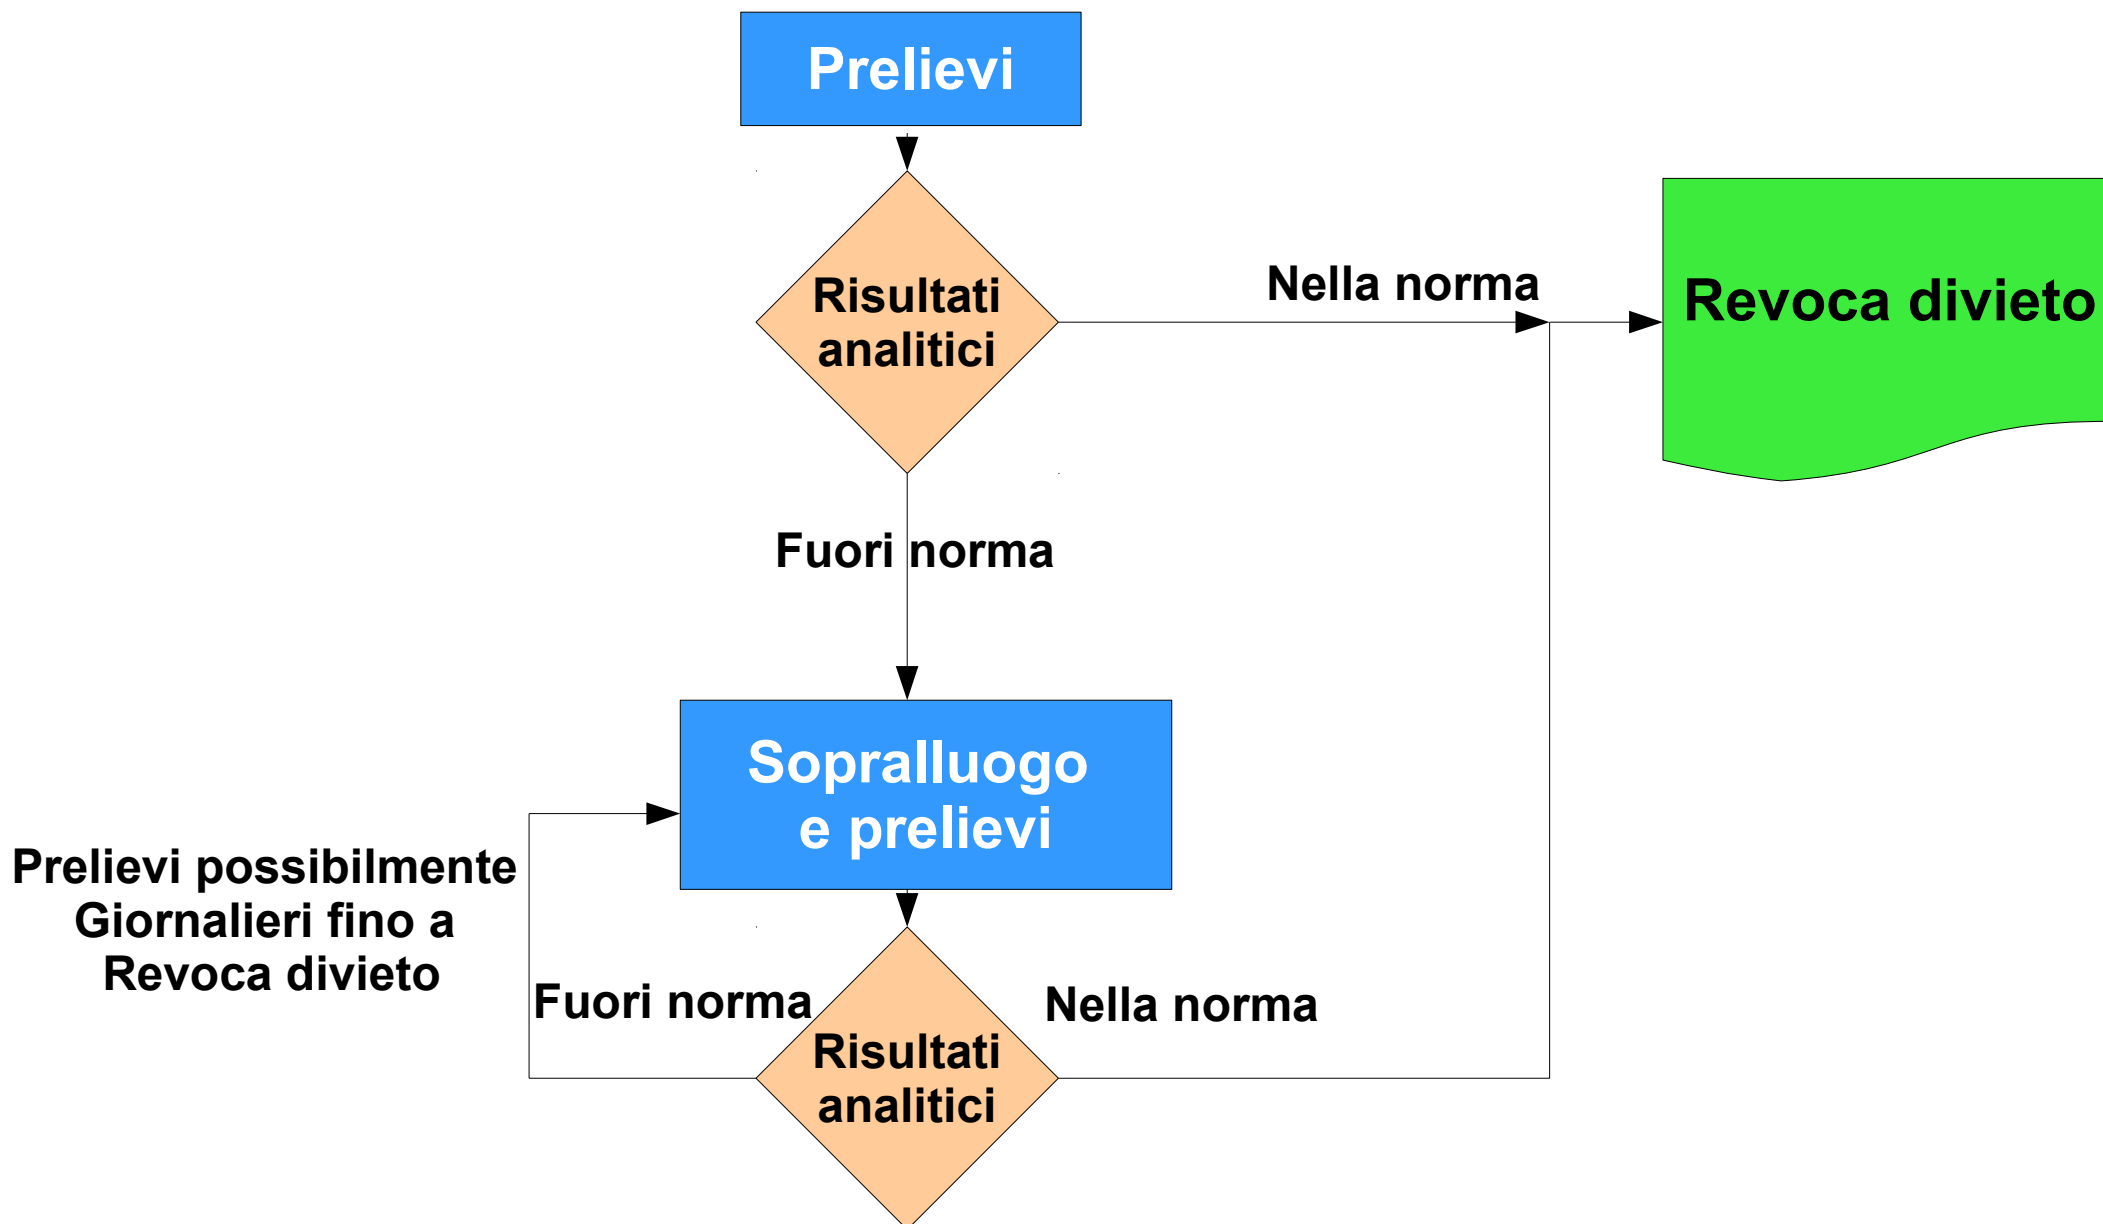 Prelievi
Risultati
analitici
Nella norma
Revoca divieto
Fuori norma
Sopralluogo
e prelievi
Prelievi possibilmente
Giornalieri fino a
Revoca divieto
Fuori norma
Nella norma
Risultati
analitici